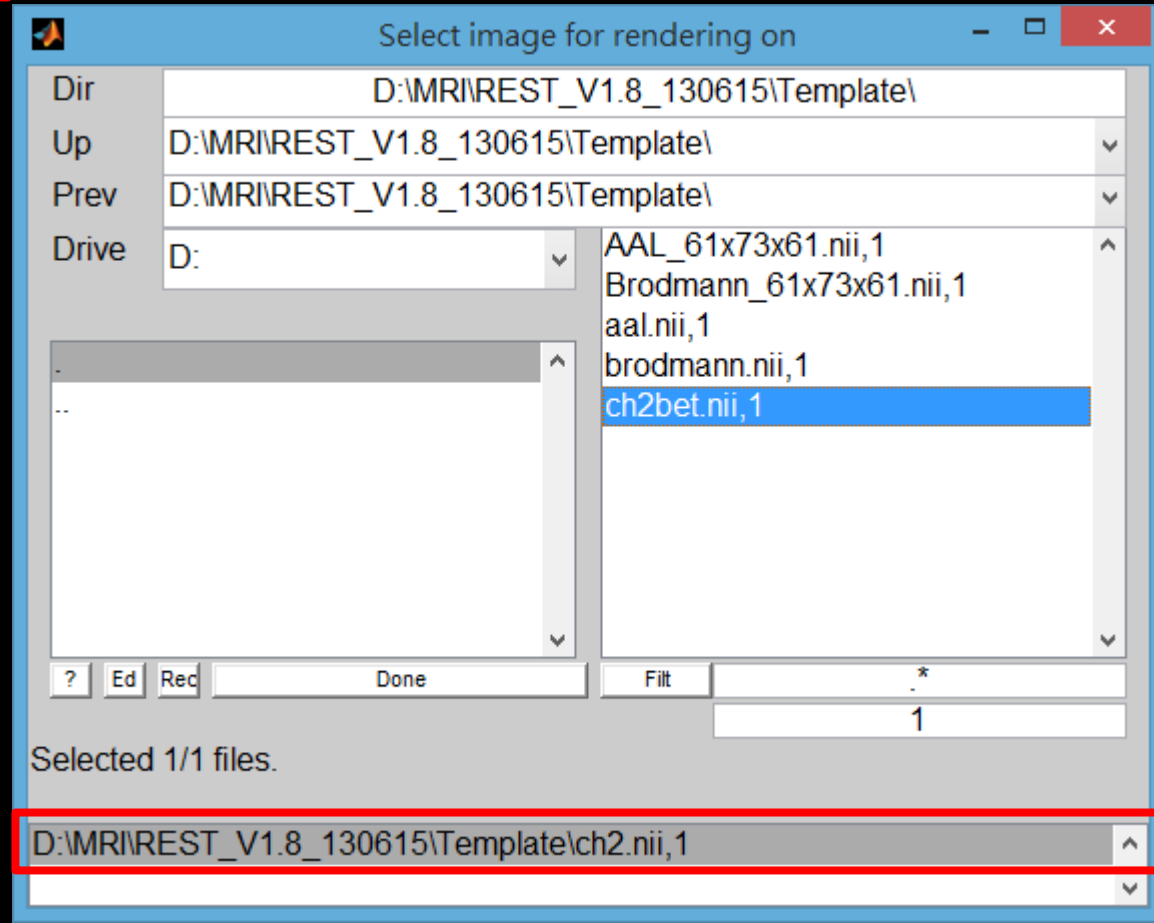 Select image for rendering on
Dir D:\MRI\REST_V1.8_130615\Template\
Up D:\MRI\REST_V1.8_130615\Template\
Prev D:\MRI\REST_V1.8_130615\Template\
Drive D:
AAL_61x73x61.nii,1
Brodmann_61x73x61.nii,1
aal.nii,1
brodmann.nii,1
ch2bet.nii,1
.
..
? Ed Rec Done Filt .*
1
Selected 1/1 files.
D:\MRI\REST_V1.8_130615\Template\ch2.nii,1